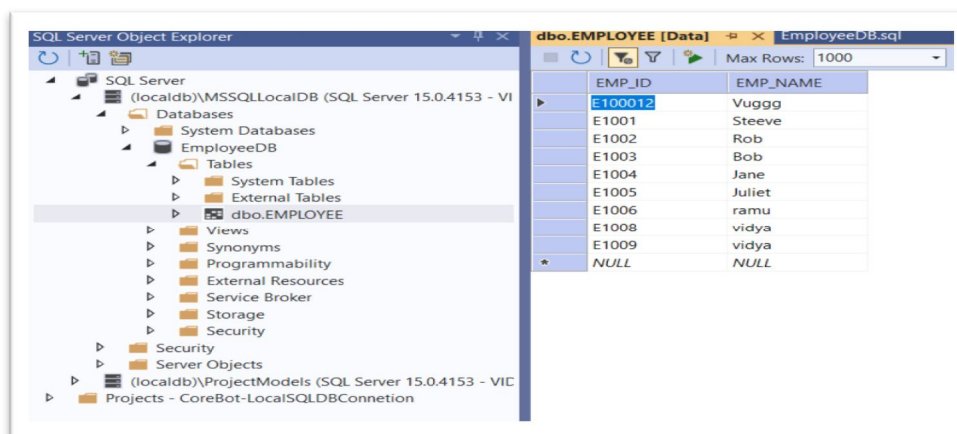 SQL Server Object Explorer
SQL Server
(localdb)\MSSQLLocalDB (SQL Server 15.0.4153 - VI
Databases
System Databases
EmployeeDB
Tables
System Tables
External Tables
dbo.EMPLOYEE
Views
Synonyms
Programmability
External Resources
Service Broker
Storage
Security
Security
Server Objects
(localdb)\ProjectModels (SQL Server 15.0.4153 - VID
Projects - CoreBot-LocalSQLDBConnetion
dbo.EMPLOYEE [Data] EmployeeDB.sql
Max Rows: 1000
EMP_ID EMP_NAME
E100012 Vuggg
E1001 Steeve
E1002 Rob
E1003 Bob
E1004 Jane
E1005 Juliet
E1006 ramu
E1008 vidya
E1009 vidya
NULL NULL